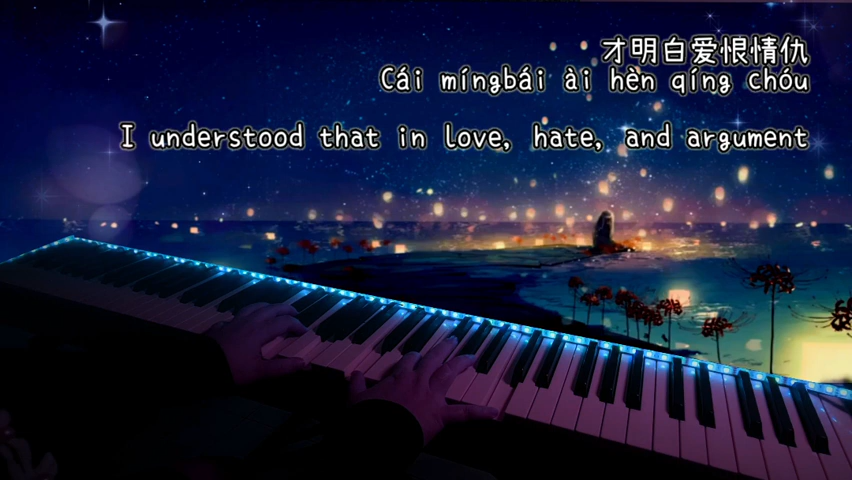 才明白爱恨情仇
Cái míngbái ài hèn qíng chóu
I understood that in love, hate, and argument